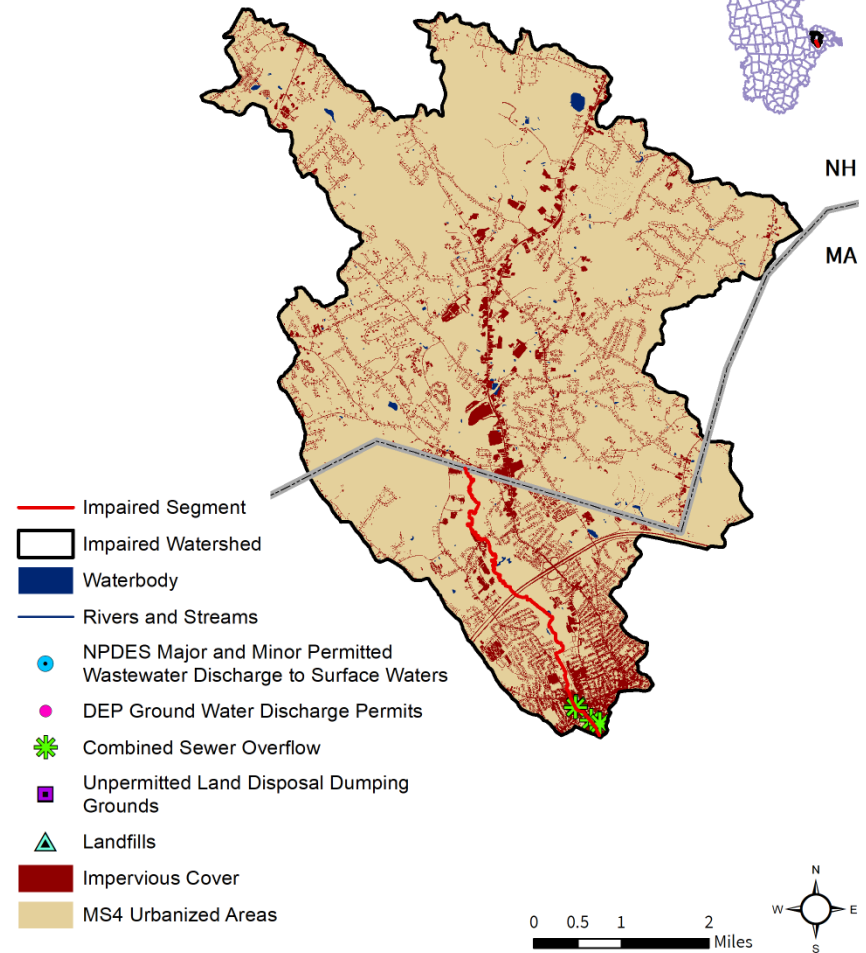 NH
MA
Impaired Segment
Impaired Watershed
Waterbody
Rivers and Streams
NPDES Major and Minor Permitted
Wastewater Discharge to Surface Waters
DEP Ground Water Discharge Permits
Combined Sewer Overflow
Unpermitted Land Disposal Dumping
Grounds
Landfills
Impervious Cover
MS4 Urbanized Areas
0 0.5 1 2
Miles
N
W E
S